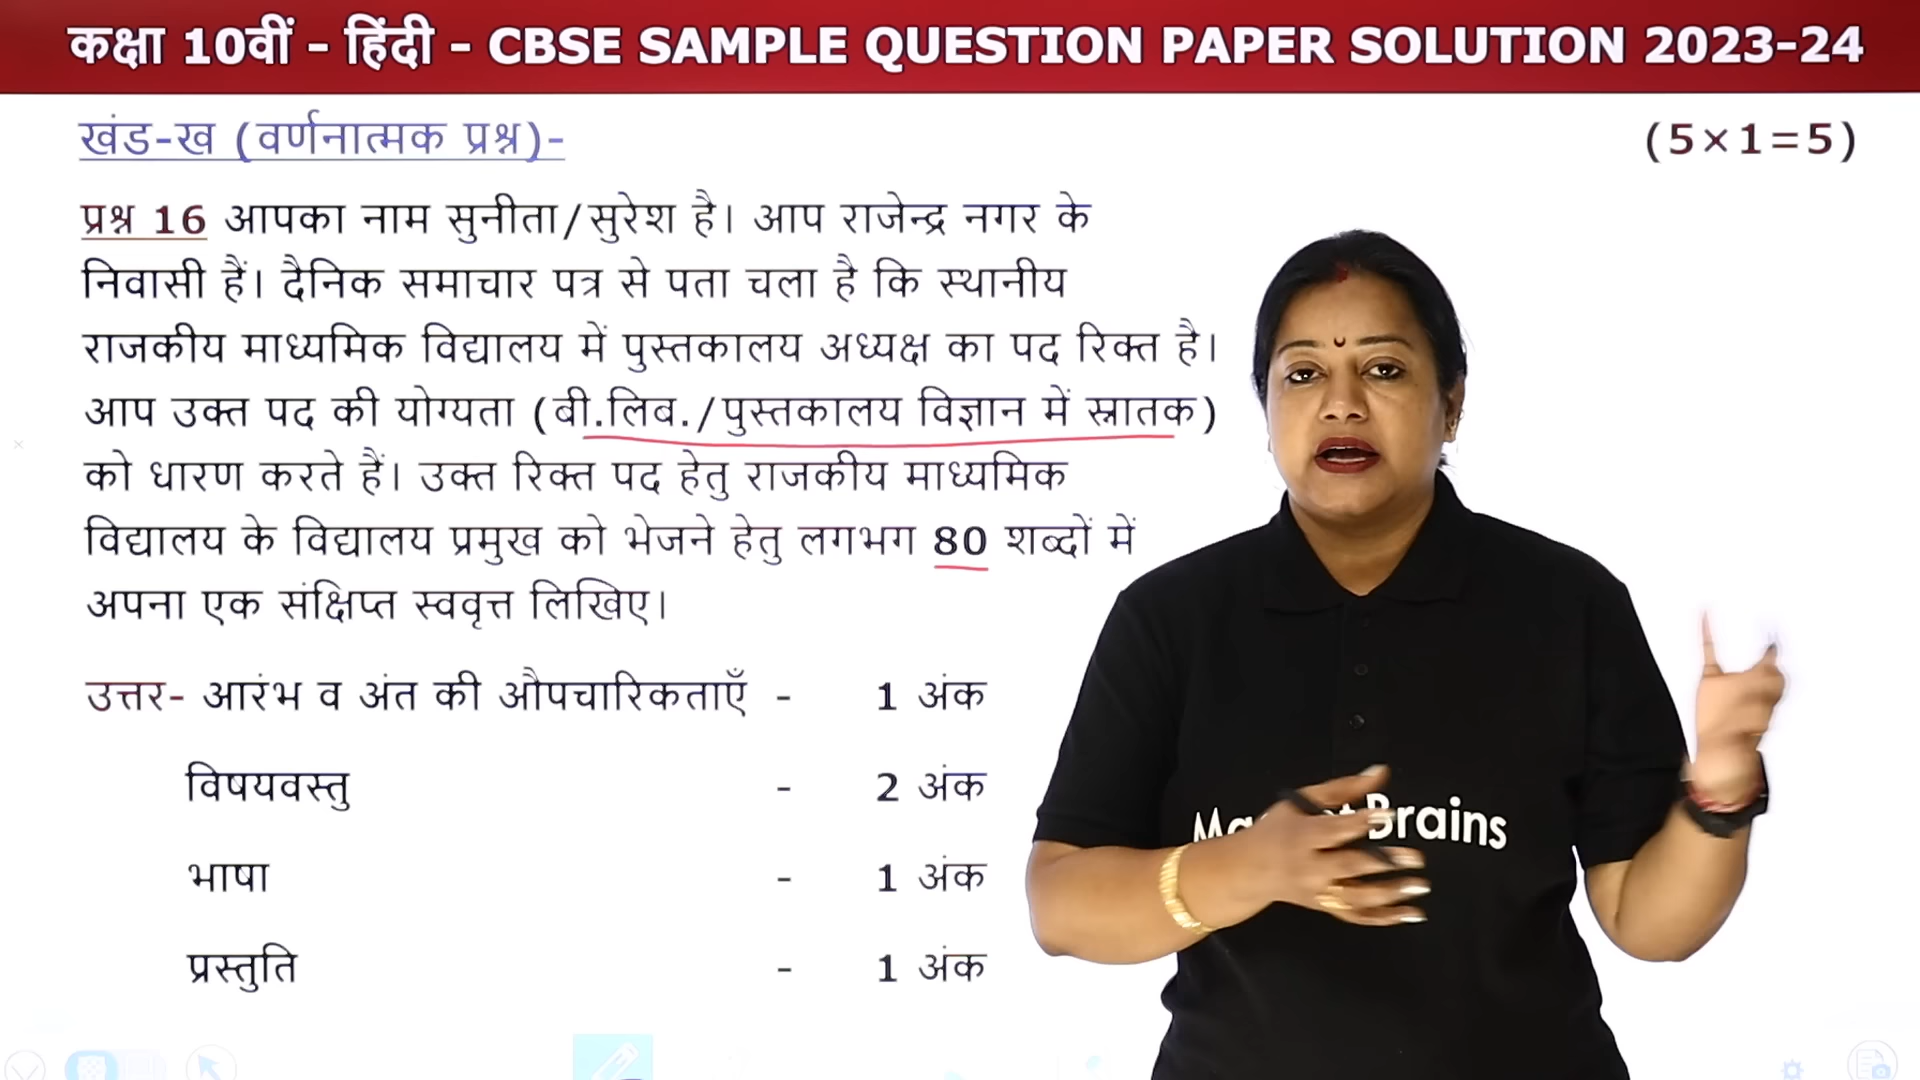 कक्षा 10वीं - हिंदी - CBSE SAMPLE QUESTION PAPER SOLUTION 2023-24
खंड-ख (वर्णनात्मक प्रश्न)-
(5×1=5)
प्रश्न 16 आपका नाम सुनीता/सुरेश है। आप राजेन्द्र नगर के
निवासी हैं। दैनिक समाचार पत्र से पता चला है कि स्थानीय
राजकीय माध्यमिक विद्यालय में पुस्तकालय अध्यक्ष का पद रिक्त है।
आप उक्त पद की योग्यता (बी.लिब./पुस्तकालय विज्ञान में स्नातक)
को धारण करते हैं। उक्त रिक्त पद हेतु राजकीय माध्यमिक
विद्यालय के विद्यालय प्रमुख को भेजने हेतु लगभग 80 शब्दों में
अपना एक संक्षिप्त स्ववृत्त लिखिए।
उत्तर- आरंभ व अंत की औपचारिकताएँ - 1 अंक
विषयवस्तु - 2 अंक
भाषा - 1 अंक
प्रस्तुति - 1 अंक
Brains